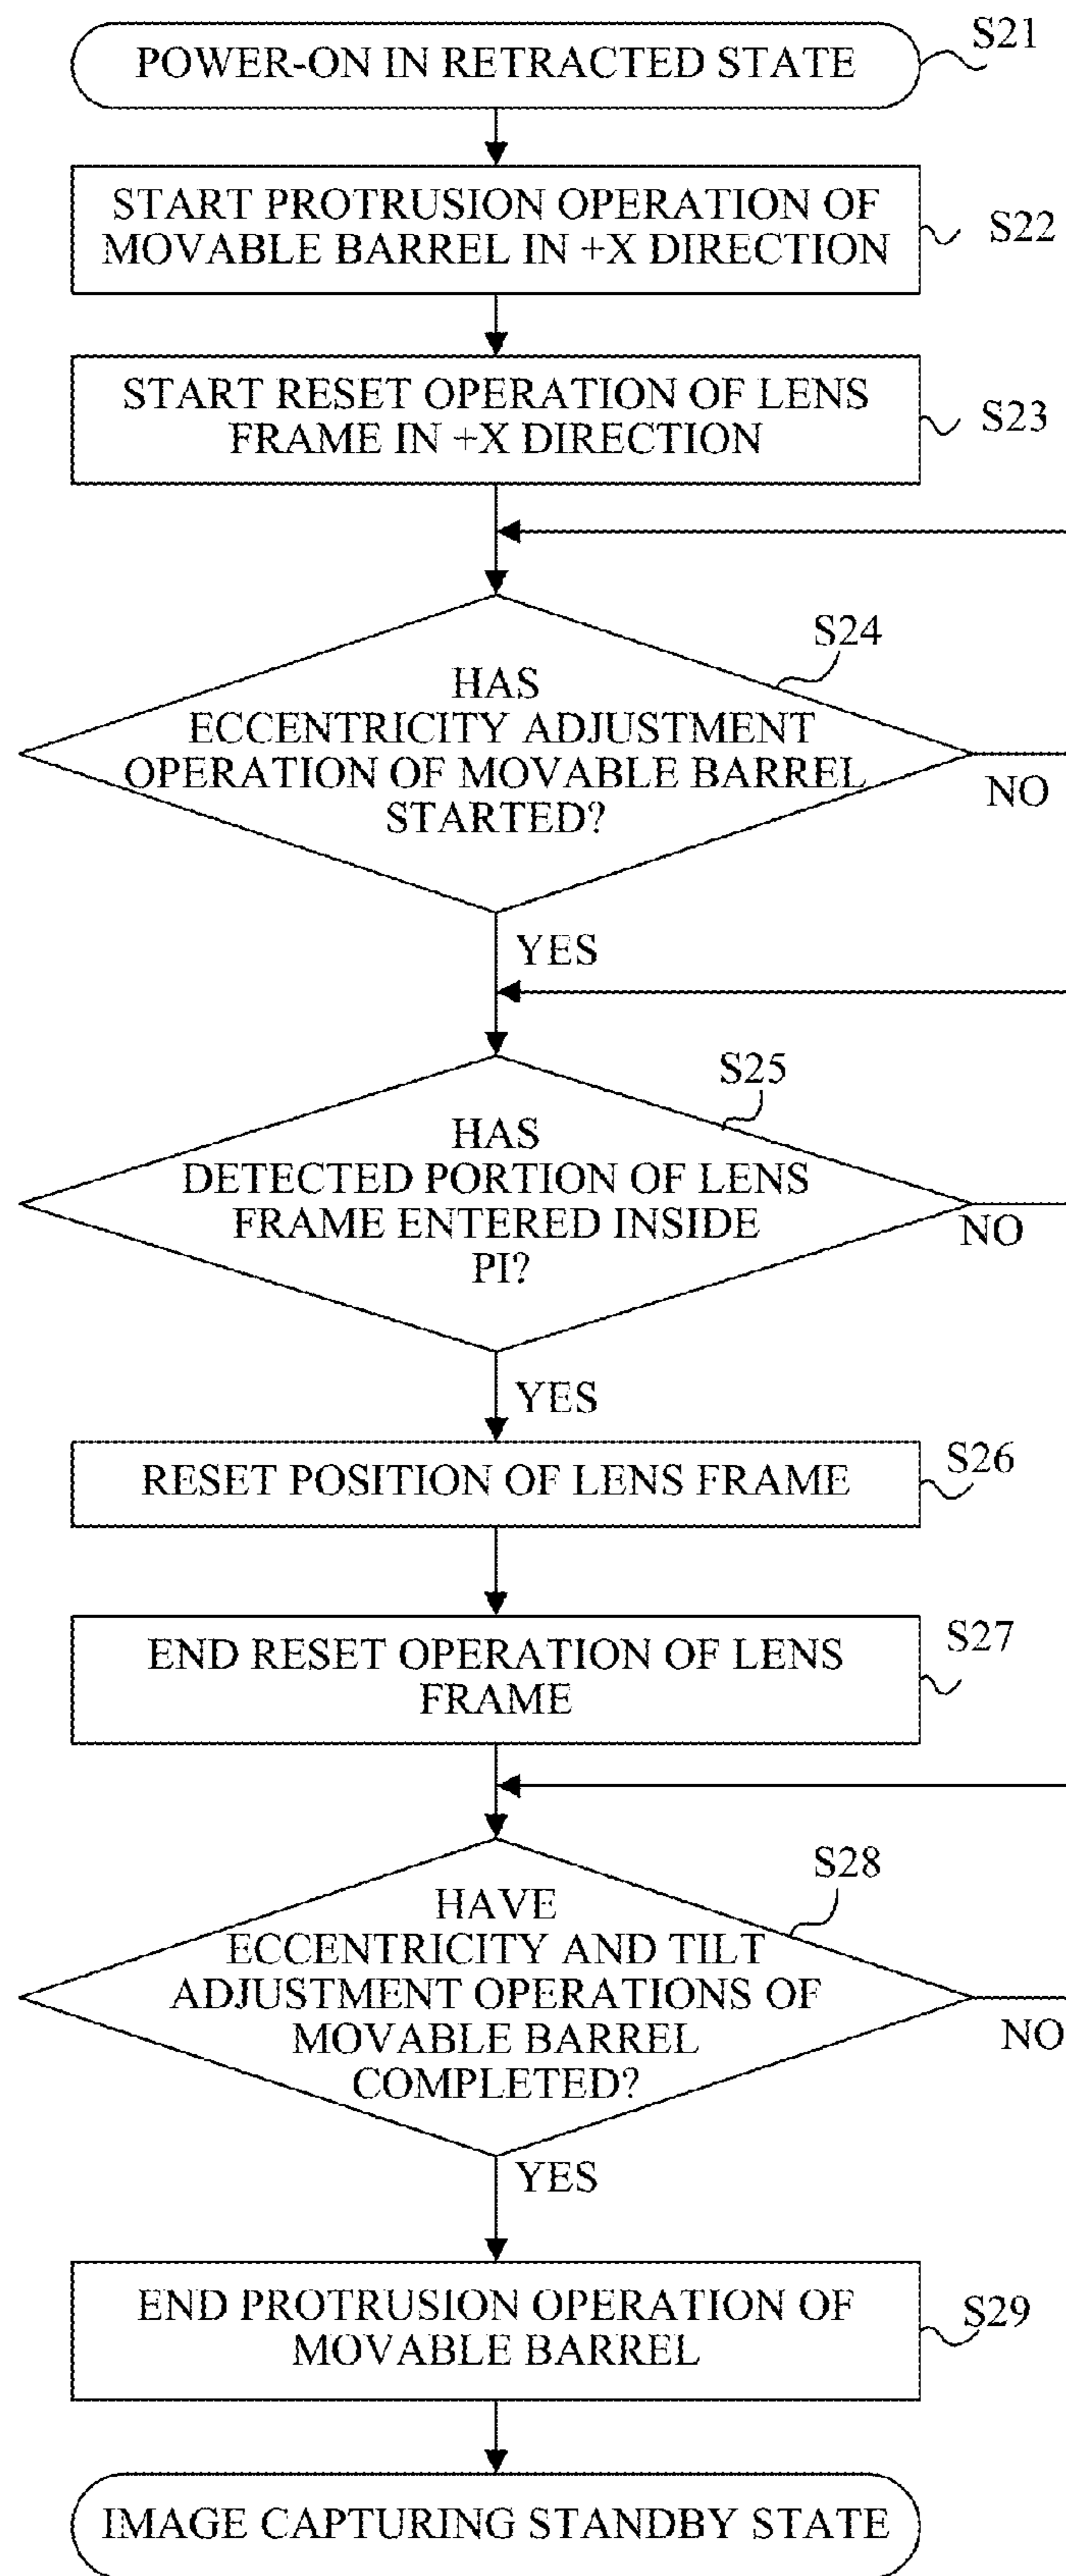 POWER-ON IN RETRACTED STATE
S21
START PROTRUSION OPERATION OF
MOVABLE BARREL IN +X DIRECTION
S22
START RESET OPERATION OF LENS
FRAME IN +X DIRECTION
S23
S24
HAS
ECCENTRICITY ADJUSTMENT
OPERATION OF MOVABLE BARREL
STARTED?
NO
YES
S25
HAS
DETECTED PORTION OF LENS
FRAME ENTERED INSIDE
PI?
NO
YES
RESET POSITION OF LENS FRAME
S26
END RESET OPERATION OF LENS
FRAME
S27
S28
HAVE
ECCENTRICITY AND TILT
ADJUSTMENT OPERATIONS OF
MOVABLE BARREL
COMPLETED?
NO
YES
END PROTRUSION OPERATION OF
MOVABLE BARREL
S29
IMAGE CAPTURING STANDBY STATE